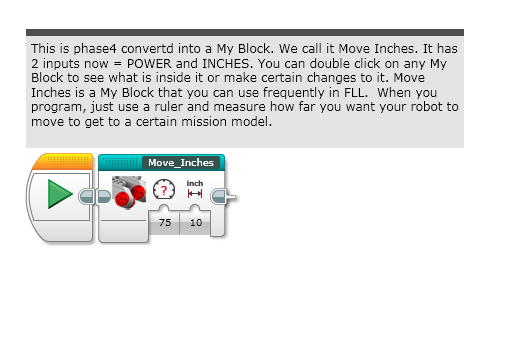 This is phase4 convertd into a My Block. We call it Move Inches. It has
2 inputs now = POWER and INCHES. You can double click on any My
Block to see what is inside it or make certain changes to it. Move
Inches is a My Block that you can use frequently in FLL.  When you
program, just use a ruler and measure how far you want your robot to
move to get to a certain mission model.
Move_Inches
? inch
75 10